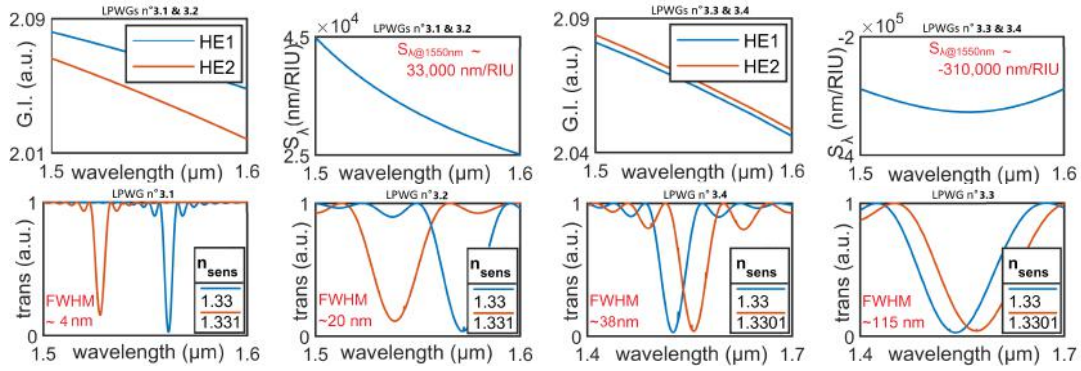 LPWGs n°3.1 & 3.2
2.09
G.I. (a.u.)
2.01
HE1
HE2
1.5
1.6
wavelength (μm)
LPWGs n°3.1 & 3.2
×10⁴
4.5
S_λ (nm/RIU)
2.5
S_λ@1550nm ~
33,000 nm/RIU
1.5
1.6
wavelength (μm)
LPWGs n°3.3 & 3.4
2.09
G.I. (a.u.)
2.04
HE1
HE2
1.5
1.6
wavelength (μm)
LPWGs n°3.3 & 3.4
×10⁵
-2
S_λ (nm/RIU)
-4
S_λ@1550nm ~
-310,000 nm/RIU
1.5
1.6
wavelength (μm)
LPWG n°3.1
1
trans (a.u.)
0
FWHM
~ 4 nm
n_sens
1.33
1.331
1.5
1.6
wavelength (μm)
LPWG n°3.2
1
trans (a.u.)
0
FWHM
~20 nm
n_sens
1.33
1.331
1.5
1.6
wavelength (μm)
LPWG n°3.4
1
trans (a.u.)
0
FWHM
~38nm
n_sens
1.33
1.3301
1.4
1.7
wavelength (μm)
LPWG n°3.3
1
trans (a.u.)
0
FWHM
~115 nm
n_sens
1.33
1.3301
1.4
1.7
wavelength (μm)